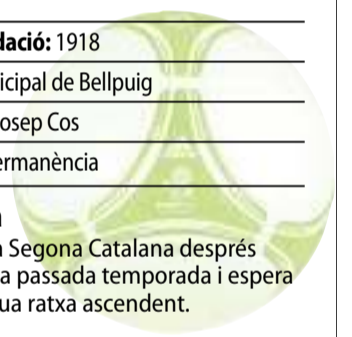 dació: 1918
icipal de Bellpuig
osep Cos
ermanència
Segona Catalana després
a passada temporada i espera
ua ratxa ascendent.